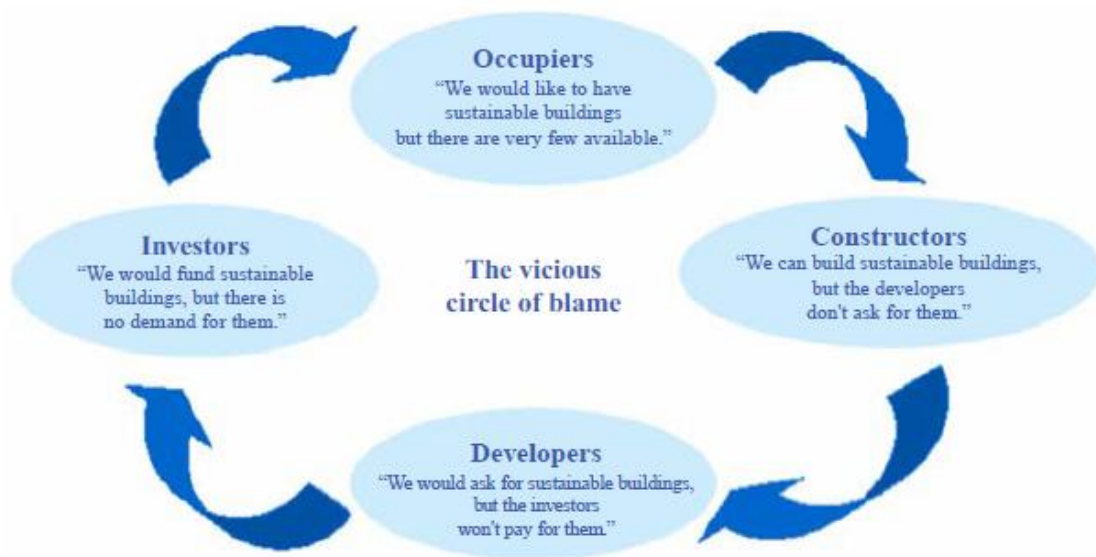 Occupiers
“We would like to have
sustainable buildings
but there are very few available.”
Investors
“We would fund sustainable
buildings, but there is
no demand for them.”
The vicious
circle of blame
Constructors
“We can build sustainable buildings,
but the developers
don't ask for them.”
Developers
“We would ask for sustainable buildings,
but the investors
won't pay for them.”